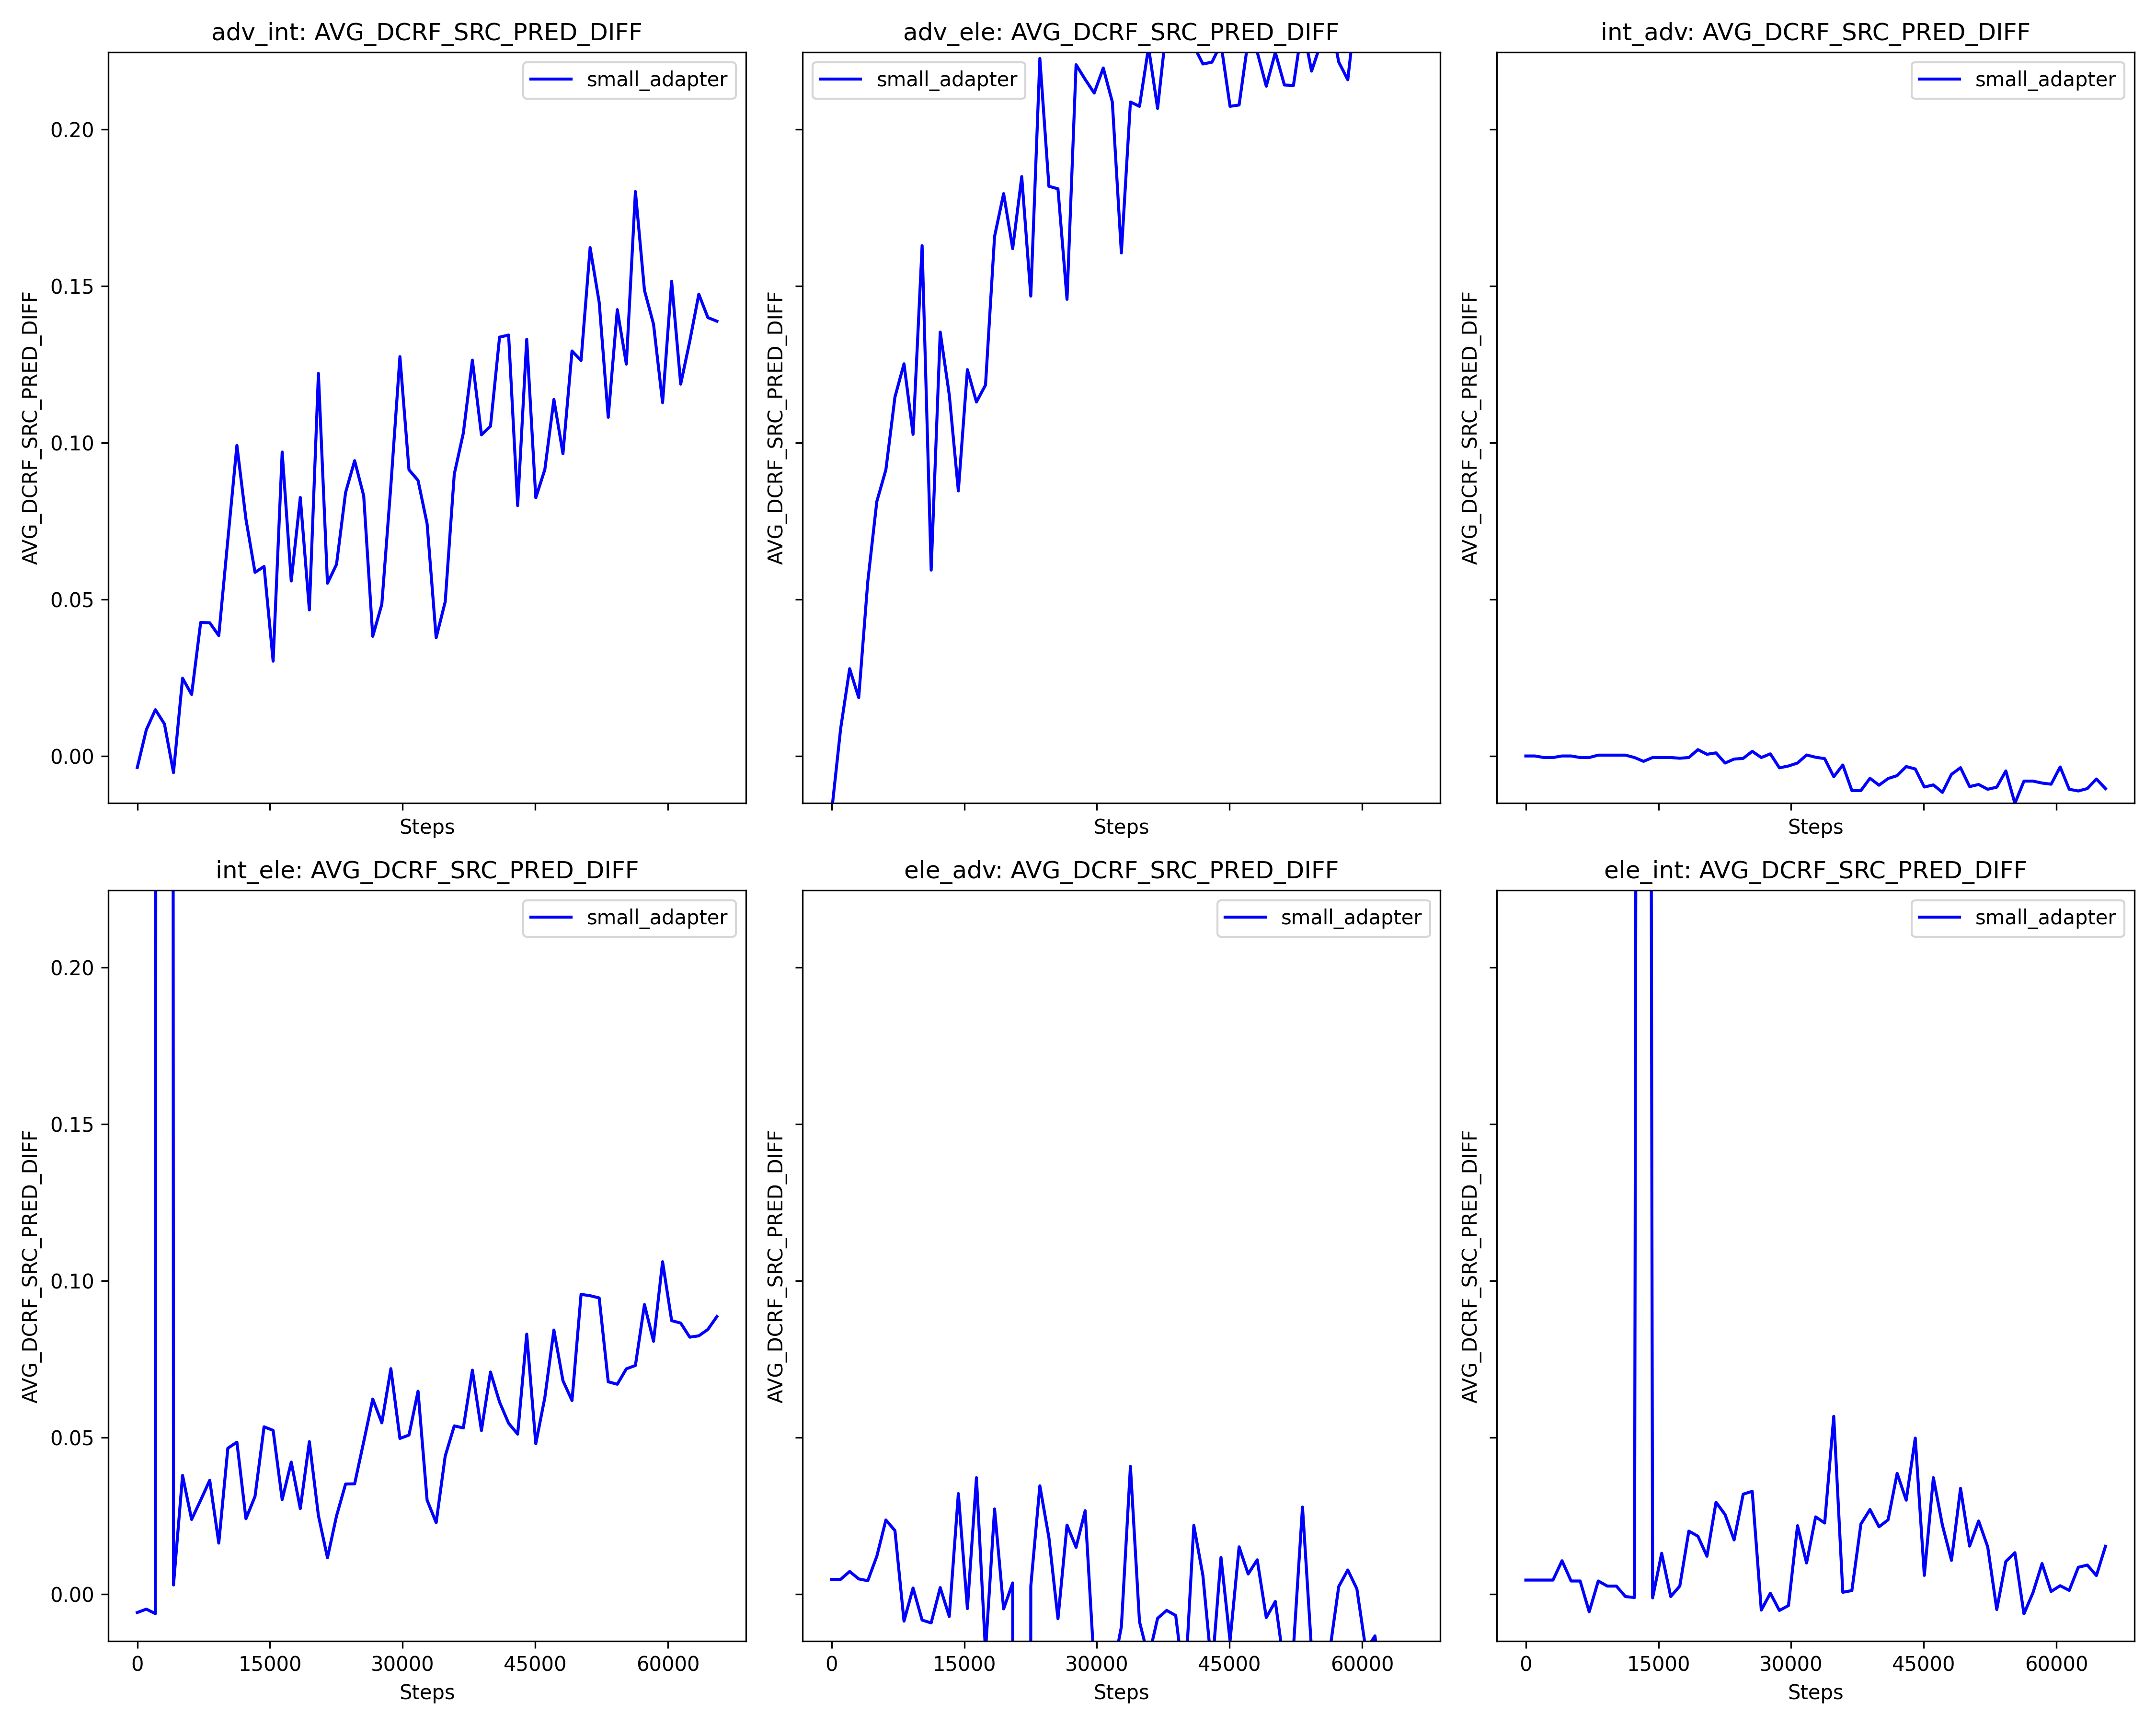 adv_int: AVG_DCRF_SRC_PRED_DIFF
small_adapter
AVG_DCRF_SRC_PRED_DIFF
0.20
0.15
0.10
0.05
0.00
Steps
adv_ele: AVG_DCRF_SRC_PRED_DIFF
small_adapter
AVG_DCRF_SRC_PRED_DIFF
Steps
int_adv: AVG_DCRF_SRC_PRED_DIFF
small_adapter
AVG_DCRF_SRC_PRED_DIFF
Steps
int_ele: AVG_DCRF_SRC_PRED_DIFF
small_adapter
AVG_DCRF_SRC_PRED_DIFF
0.20
0.15
0.10
0.05
0.00
0 15000 30000 45000 60000
Steps
ele_adv: AVG_DCRF_SRC_PRED_DIFF
small_adapter
AVG_DCRF_SRC_PRED_DIFF
0 15000 30000 45000 60000
Steps
ele_int: AVG_DCRF_SRC_PRED_DIFF
small_adapter
AVG_DCRF_SRC_PRED_DIFF
0 15000 30000 45000 60000
Steps